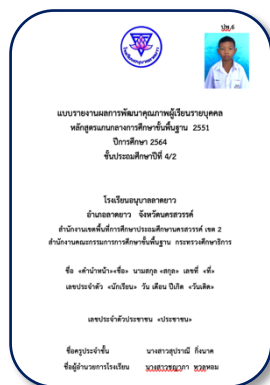 ปพ.6
แบบรายงานผลการพัฒนาคุณภาพผู้เรียนรายบุคคล
หลักสูตรแกนกลางการศึกษาขั้นพื้นฐาน 2551
ปีการศึกษา 2564
ชั้นประถมศึกษาปีที่ 4/2
โรงเรียนอนุบาลลาดยาว
อำเภอลาดยาว จังหวัดนครสวรรค์
สำนักงานเขตพื้นที่การศึกษาประถมศึกษานครสวรรค์ เขต 2
สำนักงานคณะกรรมการการศึกษาขั้นพื้นฐาน กระทรวงศึกษาธิการ
ชื่อ «คำนำหน้า»«ชื่อ» นามสกุล «สกุล» เลขที่ «ที่»
เลขประจำตัว «นักเรียน» วัน เดือน ปีเกิด «วันเกิด»
เลขประจำตัวประชาชน «ประชาชน»
ชื่อครูประจำชั้น นางสาวสุปราณี กิ่งนาค
ชื่อผู้อำนวยการโรงเรียน นางสาวชญาภา หวลหอม